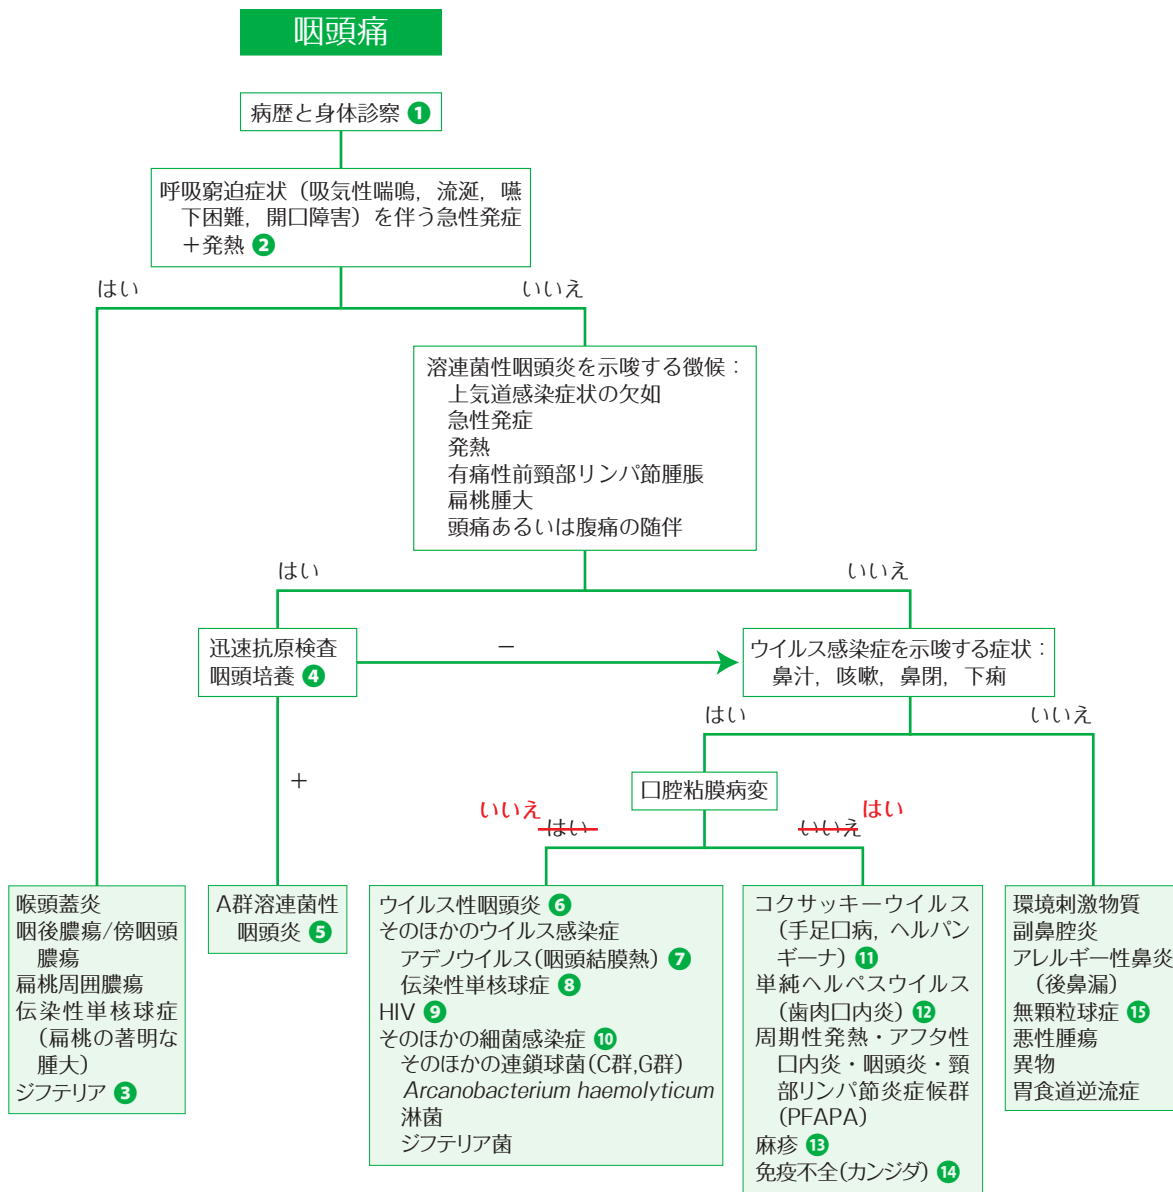 咽頭痛
病歴と身体診察 ❶
呼吸窮迫症状（吸気性喘鳴，流涎，嚥
下困難，開口障害）を伴う急性発症
＋発熱 ❷
はい
いいえ
溶連菌性咽頭炎を示唆する徴候：
上気道感染症状の欠如
急性発症
発熱
有痛性前頸部リンパ節腫脹
扁桃腫大
頭痛あるいは腹痛の随伴
はい
いいえ
迅速抗原検査
咽頭培養 ❹
−
ウイルス感染症を示唆する症状：
鼻汁，咳嗽，鼻閉，下痢
はい
いいえ
＋
口腔粘膜病変
いいえ
はい
いいえ
はい
喉頭蓋炎
咽後膿瘍/傍咽頭
膿瘍
扁桃周囲膿瘍
伝染性単核球症
（扁桃の著明な
腫大）
ジフテリア ❸
A群溶連菌性
咽頭炎 ❺
ウイルス性咽頭炎 ❻
そのほかのウイルス感染症
アデノウイルス(咽頭結膜熱) ❼
伝染性単核球症 ❽
HIV ❾
そのほかの細菌感染症 ❿
そのほかの連鎖球菌(C群,G群)
Arcanobacterium haemolyticum
淋菌
ジフテリア菌
コクサッキーウイルス
（手足口病，ヘルパン
ギーナ）⓫
単純ヘルペスウイルス
（歯肉口内炎）⓬
周期性発熱・アフタ性
口内炎・咽頭炎・頸
部リンパ節炎症候群
（PFAPA）
麻疹 ⓭
免疫不全(カンジダ) ⓮
環境刺激物質
副鼻腔炎
アレルギー性鼻炎
（後鼻漏）
無顆粒球症 ⓯
悪性腫瘍
異物
胃食道逆流症